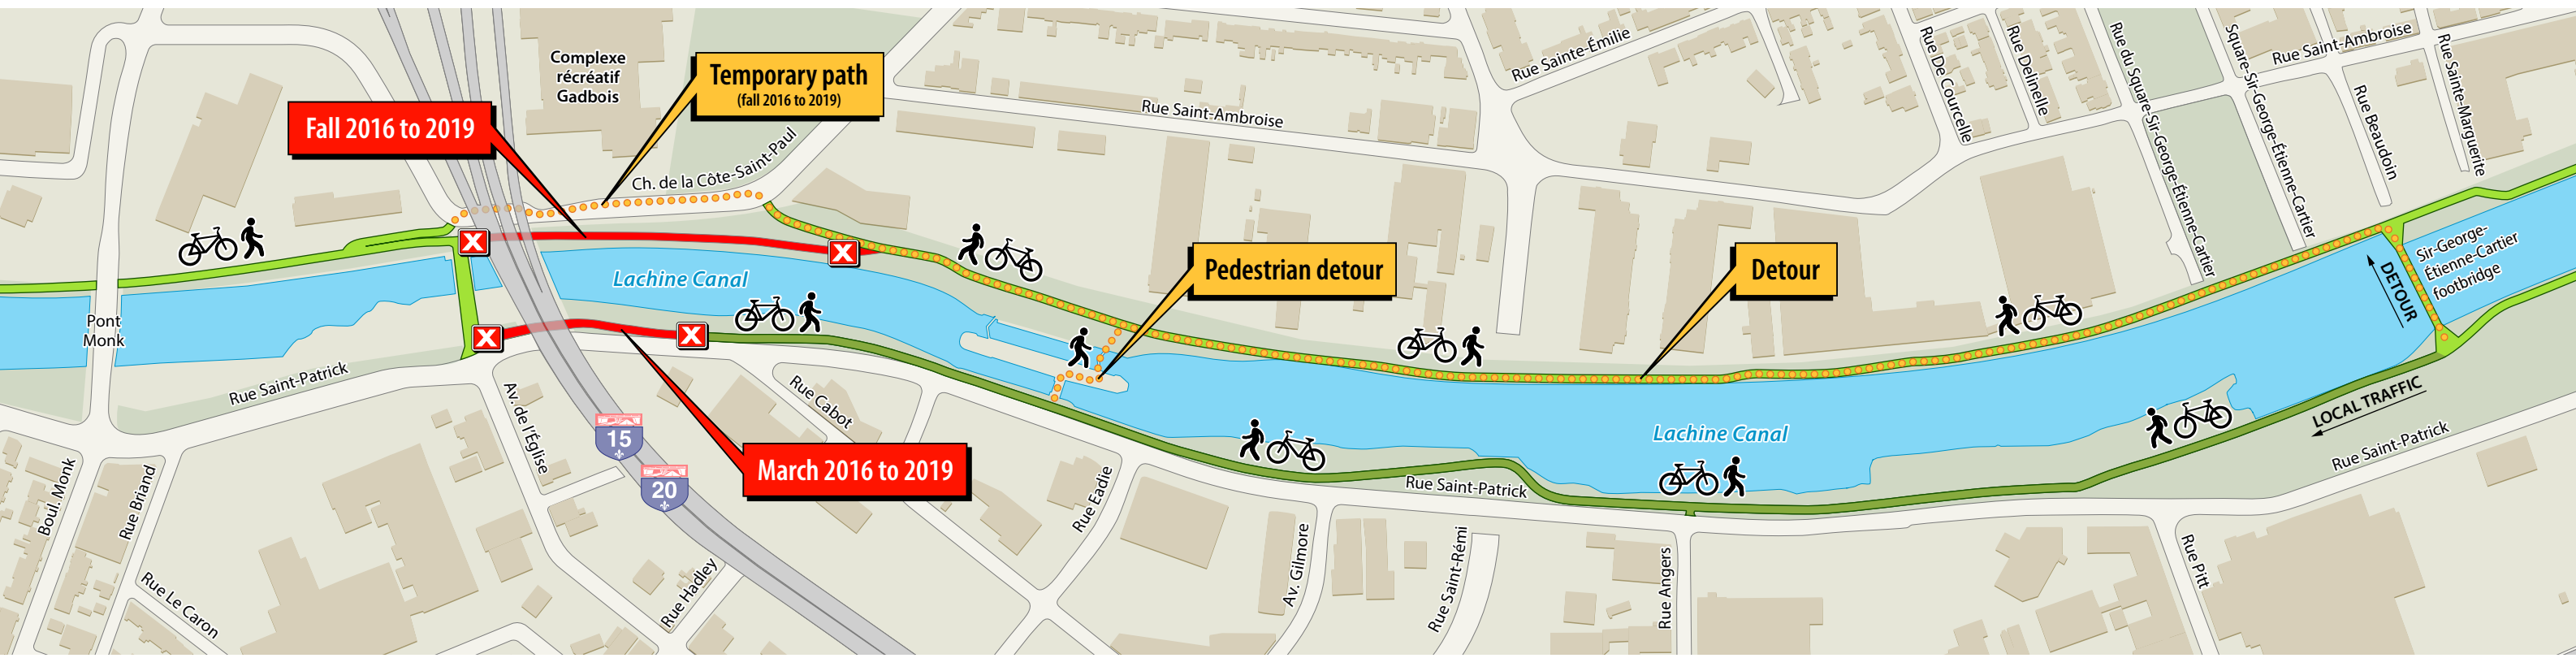 Complexe
récréatif
Gadbois
Temporary path
(fall 2016 to 2019)
Fall 2016 to 2019
Ch. de la Côte-Saint-Paul
Rue Saint-Ambroise
Rue Sainte-Émilie
Rue De Courcelle
Rue Delinelle
Rue du Square-Sir-George-Étienne-Cartier
Square-Sir-George-Étienne-Cartier
Rue Saint-Ambroise
Rue Beaudoin
Rue Sainte-Marguerite
Lachine Canal
Pedestrian detour
Detour
Sir-George-
Étienne-Cartier
footbridge
DETOUR
Pont
Monk
Rue Saint-Patrick
Av. de l'Église
Rue Cabot
15
20
March 2016 to 2019
Lachine Canal
LOCAL TRAFFIC
Rue Saint-Patrick
Rue Saint-Patrick
Boul. Monk
Rue Briand
Rue Le Caron
Rue Hadley
Rue Eadie
Av. Gilmore
Rue Saint-Rémi
Rue Angers
Rue Pitt